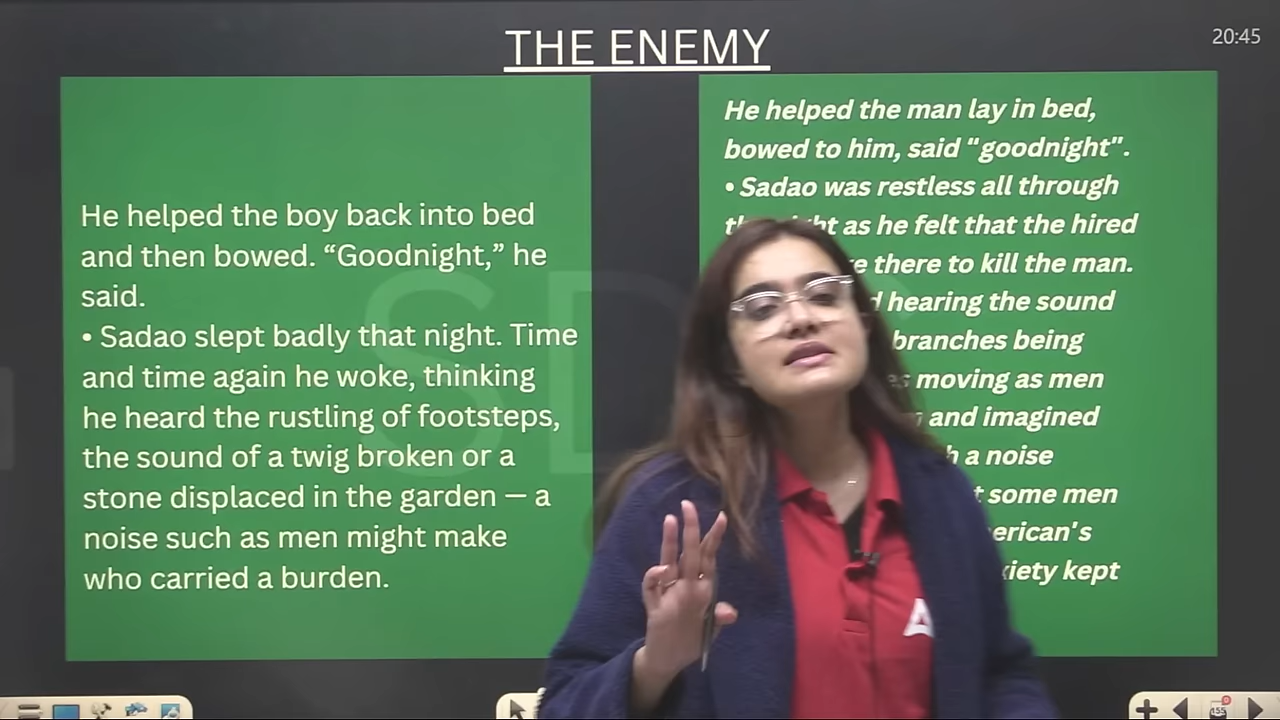 THE ENEMY
20:45
He helped the boy back into bed
and then bowed. “Goodnight,” he
said.
• Sadao slept badly that night. Time
and time again he woke, thinking
he heard the rustling of footsteps,
the sound of a twig broken or a
stone displaced in the garden — a
noise such as men might make
who carried a burden.
He helped the man lay in bed,
bowed to him, said “goodnight”.
• Sadao was restless all through
as he felt that the hired
there to kill the man.
hearing the sound
branches being
moving as men
and imagined
a noise
some men
kept